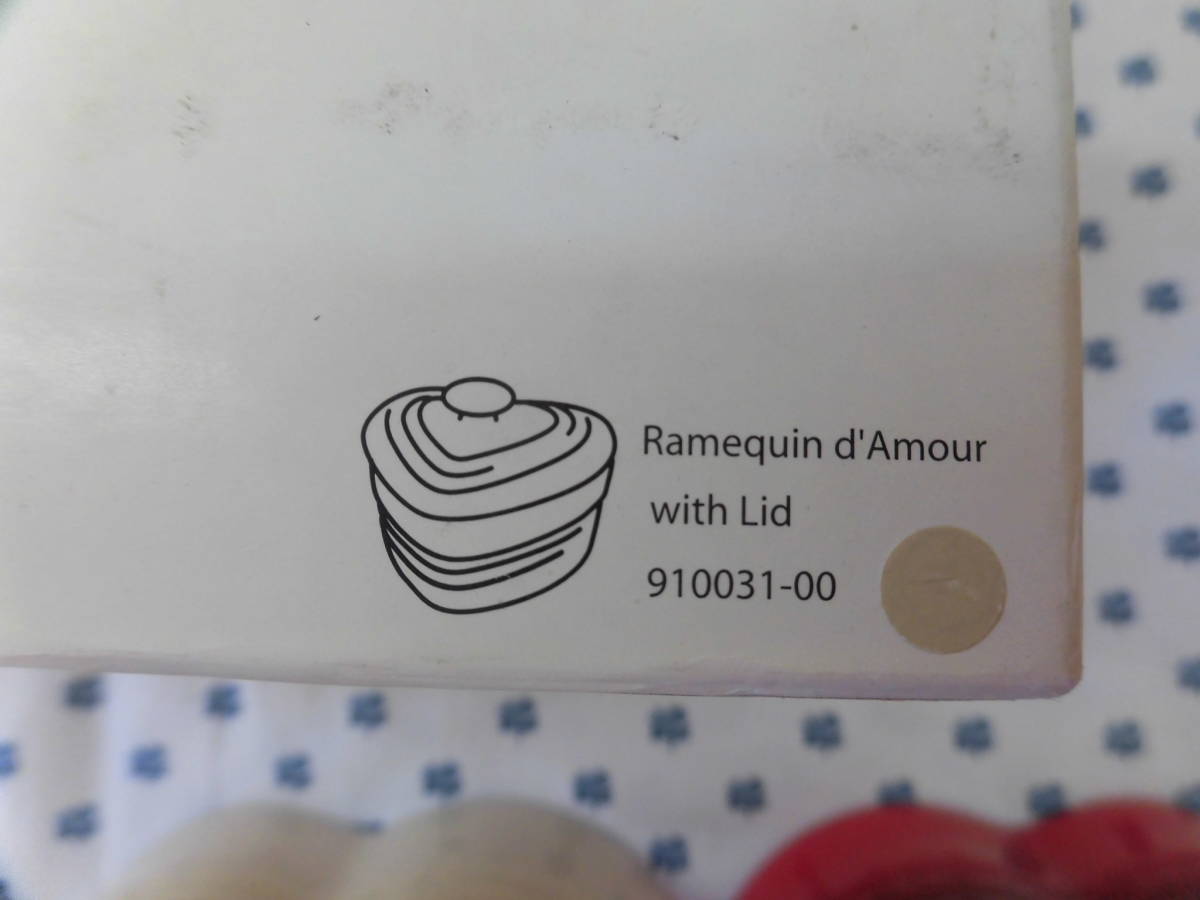 Ramequin d'Amour
with Lid
910031-00